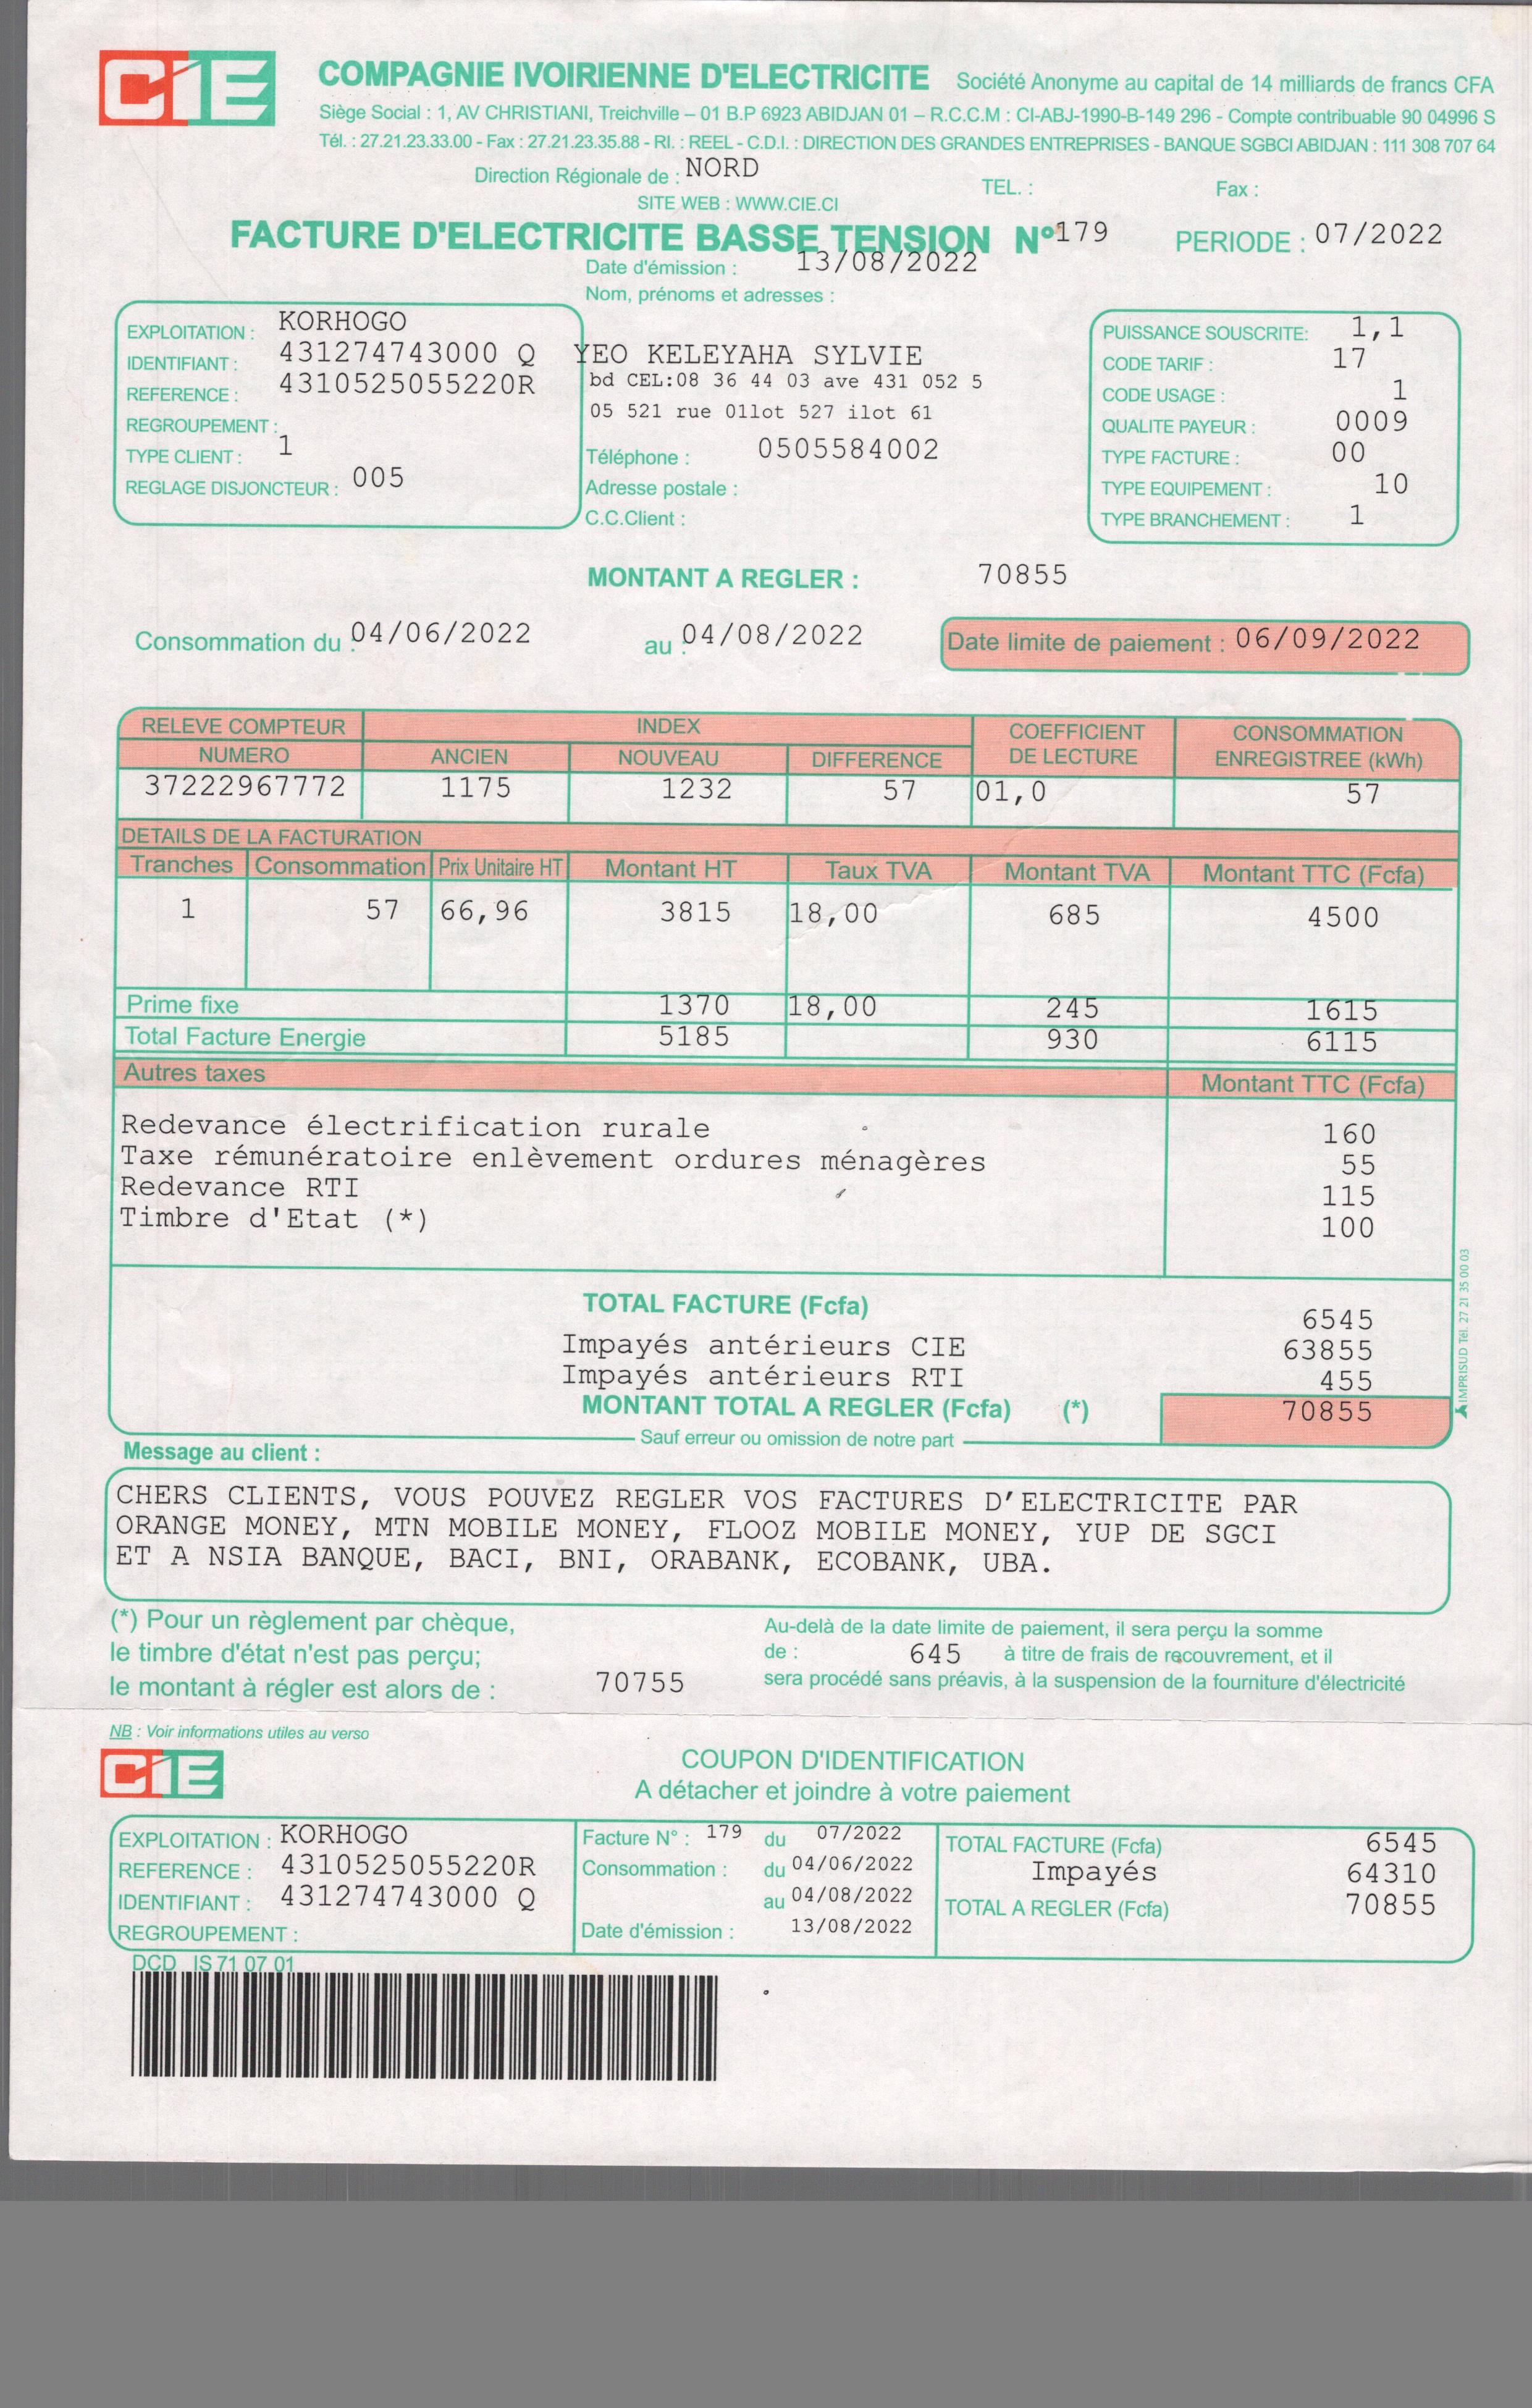 CIE
COMPAGNIE IVOIRIENNE D'ELECTRICITE Société Anonyme au capital de 14 milliards de francs CFA
Siège Social : 1, AV CHRISTIANI, Treichville – 01 B.P 6923 ABIDJAN 01 – R.C.C.M : CI-ABJ-1990-B-149 296 - Compte contribuable 90 04996 S
Tél. : 27.21.23.33.00 - Fax : 27.21.23.35.88 - RI. : REEL - C.D.I. : DIRECTION DES GRANDES ENTREPRISES - BANQUE SGBCI ABIDJAN : 111 308 707 64
Direction Régionale de : NORD TEL. : Fax :
SITE WEB : WWW.CIE.CI
FACTURE D'ELECTRICITE BASSE TENSION N° 179 PERIODE : 07/2022
Date d'émission : 13/08/2022
Nom, prénoms et adresses :
EXPLOITATION : KORHOGO
IDENTIFIANT : 431274743000 Q
REFERENCE : 4310525055220R
REGROUPEMENT :
TYPE CLIENT : 1
REGLAGE DISJONCTEUR : 005
YEO KELEYAHA SYLVIE
bd CEL:08 36 44 03 ave 431 052 5
05 521 rue 01lot 527 ilot 61
Téléphone : 0505584002
Adresse postale :
C.C.Client :
PUISSANCE SOUSCRITE: 1,1
CODE TARIF : 17
CODE USAGE : 1
QUALITE PAYEUR : 0009
TYPE FACTURE : 00
TYPE EQUIPEMENT : 10
TYPE BRANCHEMENT : 1
MONTANT A REGLER : 70855
Consommation du : 04/06/2022 au : 04/08/2022 Date limite de paiement : 06/09/2022
RELEVE COMPTEUR INDEX COEFFICIENT DE LECTURE CONSOMMATION ENREGISTREE (kWh)
NUMERO ANCIEN NOUVEAU DIFFERENCE
37222967772 1175 1232 57 01,0 57
DETAILS DE LA FACTURATION
Tranches Consommation Prix Unitaire HT Montant HT Taux TVA Montant TVA Montant TTC (Fcfa)
1 57 66,96 3815 18,00 685 4500
Prime fixe 1370 18,00 245 1615
Total Facture Energie 5185 930 6115
Autres taxes Montant TTC (Fcfa)
Redevance électrification rurale 160
Taxe rémunératoire enlèvement ordures ménagères 55
Redevance RTI 115
Timbre d'Etat (*) 100
TOTAL FACTURE (Fcfa) 6545
Impayés antérieurs CIE 63855
Impayés antérieurs RTI 455
MONTANT TOTAL A REGLER (Fcfa) (*) 70855
Sauf erreur ou omission de notre part
IMPRISUD Tél. 27 21 35 00 03
Message au client :
CHERS CLIENTS, VOUS POUVEZ REGLER VOS FACTURES D'ELECTRICITE PAR
ORANGE MONEY, MTN MOBILE MONEY, FLOOZ MOBILE MONEY, YUP DE SGCI
ET A NSIA BANQUE, BACI, BNI, ORABANK, ECOBANK, UBA.
(*) Pour un règlement par chèque,
le timbre d'état n'est pas perçu;
le montant à régler est alors de : 70755
Au-delà de la date limite de paiement, il sera perçu la somme
de : 645 à titre de frais de recouvrement, et il
sera procédé sans préavis, à la suspension de la fourniture d'électricité
NB : Voir informations utiles au verso
CIE
COUPON D'IDENTIFICATION
A détacher et joindre à votre paiement
EXPLOITATION : KORHOGO
REFERENCE : 4310525055220R
IDENTIFIANT : 431274743000 Q
REGROUPEMENT :
Facture N° : 179 du 07/2022
Consommation : du 04/06/2022
au 04/08/2022
Date d'émission : 13/08/2022
TOTAL FACTURE (Fcfa) 6545
Impayés 64310
TOTAL A REGLER (Fcfa) 70855
DCD IS 71 07 01